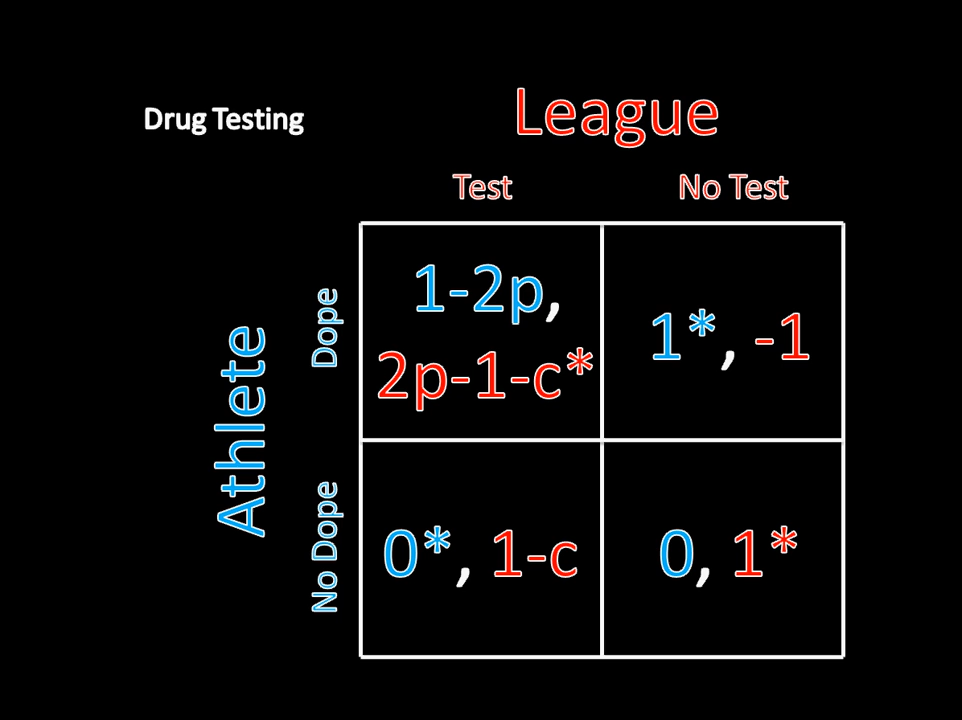 Drug Testing
League
Test
No Test
Athlete
Dope
1-2p,
2p-1-c*
1*, -1
No Dope
0*, 1-c
0, 1*